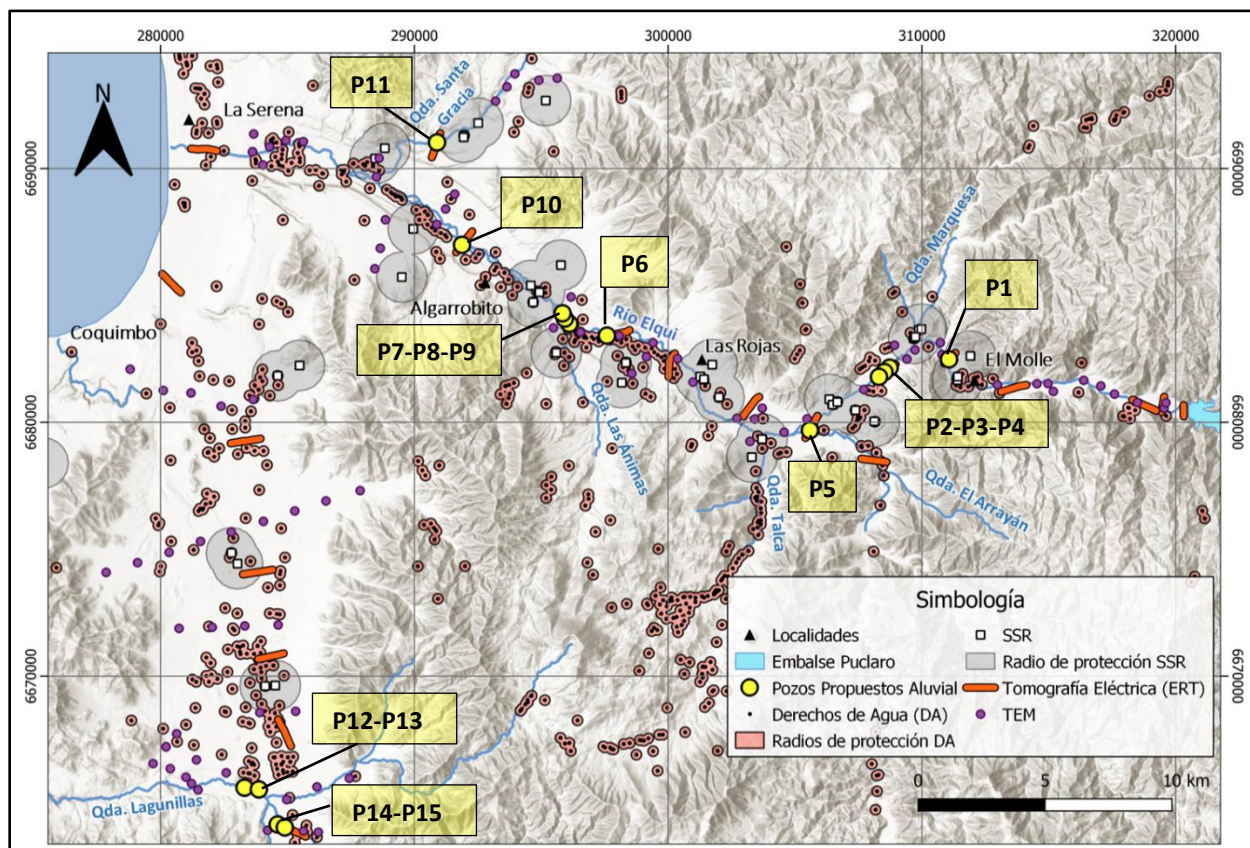 280000
290000
300000
310000
320000
P11
Qda. Santa
Gracia
N
La Serena
6690000
6690000
P10
Qda. Marquesa
P6
P1
Algarrobito
Río Elqui
Coquimbo
P7-P8-P9
Las Rojas
El Molle
6680000
6680000
P2-P3-P4
Qda. Las Ánimas
P5
Qda. El Arrayán
Qda. Talca
Simbología
Localidades
SSR
Embalse Puclaro
Radio de protección SSR
Pozos Propuestos Aluvial
Tomografía Eléctrica (ERT)
Derechos de Agua (DA)
TEM
Radios de protección DA
6670000
6670000
P12-P13
0
5
10 km
Qda. Lagunillas
P14-P15